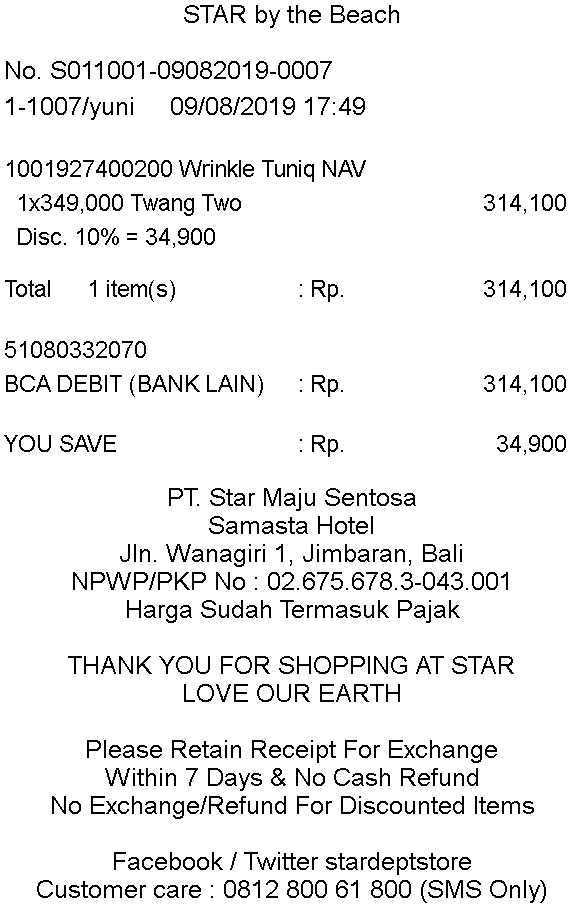 STAR by the Beach
No. S011001-09082019-0007
1-1007/yuni 09/08/2019 17:49
1001927400200 Wrinkle Tuniq NAV
1x349,000 Twang Two 314,100
Disc. 10% = 34,900
Total 1 item(s) : Rp. 314,100
51080332070
BCA DEBIT (BANK LAIN) : Rp. 314,100
YOU SAVE : Rp. 34,900
PT. Star Maju Sentosa
Samasta Hotel
Jln. Wanagiri 1, Jimbaran, Bali
NPWP/PKP No : 02.675.678.3-043.001
Harga Sudah Termasuk Pajak
THANK YOU FOR SHOPPING AT STAR
LOVE OUR EARTH
Please Retain Receipt For Exchange
Within 7 Days & No Cash Refund
No Exchange/Refund For Discounted Items
Facebook / Twitter stardeptstore
Customer care : 0812 800 61 800 (SMS Only)